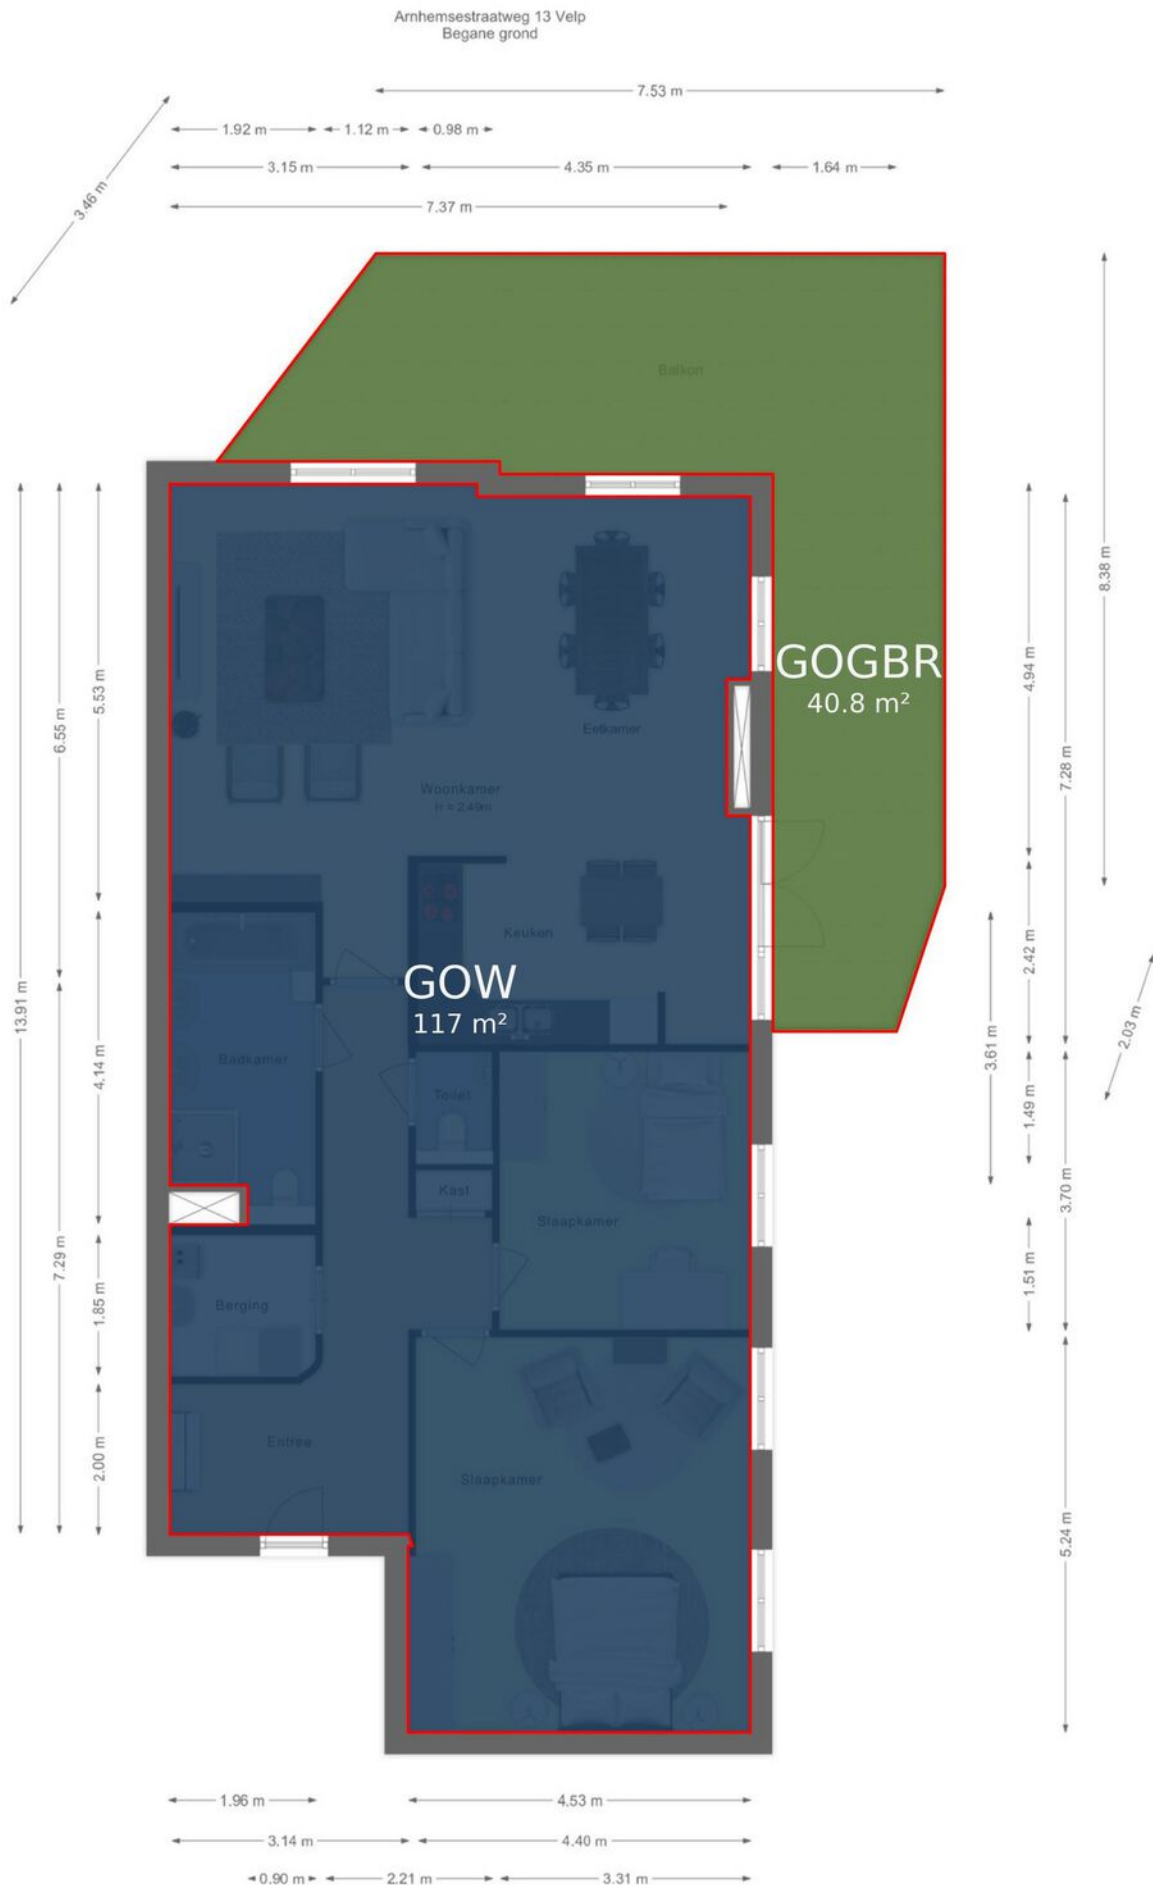 Arnhemsestraatweg 13 Velp
Begane grond
7.53 m
1.92 m
1.12 m
0.98 m
3.15 m
4.35 m
1.64 m
3.46 m
7.37 m
Balkon
8.38 m
4.94 m
GOGBR
40.8 m²
5.53 m
6.55 m
Eetkamer
7.28 m
Woonkamer
H = 2.49m
Keuken
2.42 m
GOW
117 m²
13.91 m
2.03 m
3.61 m
4.14 m
Badkamer
Toilet
1.49 m
Kast
3.70 m
Slaapkamer
7.29 m
1.51 m
1.85 m
Berging
Entree
2.00 m
Slaapkamer
5.24 m
1.96 m
4.53 m
3.14 m
4.40 m
0.90 m
2.21 m
3.31 m